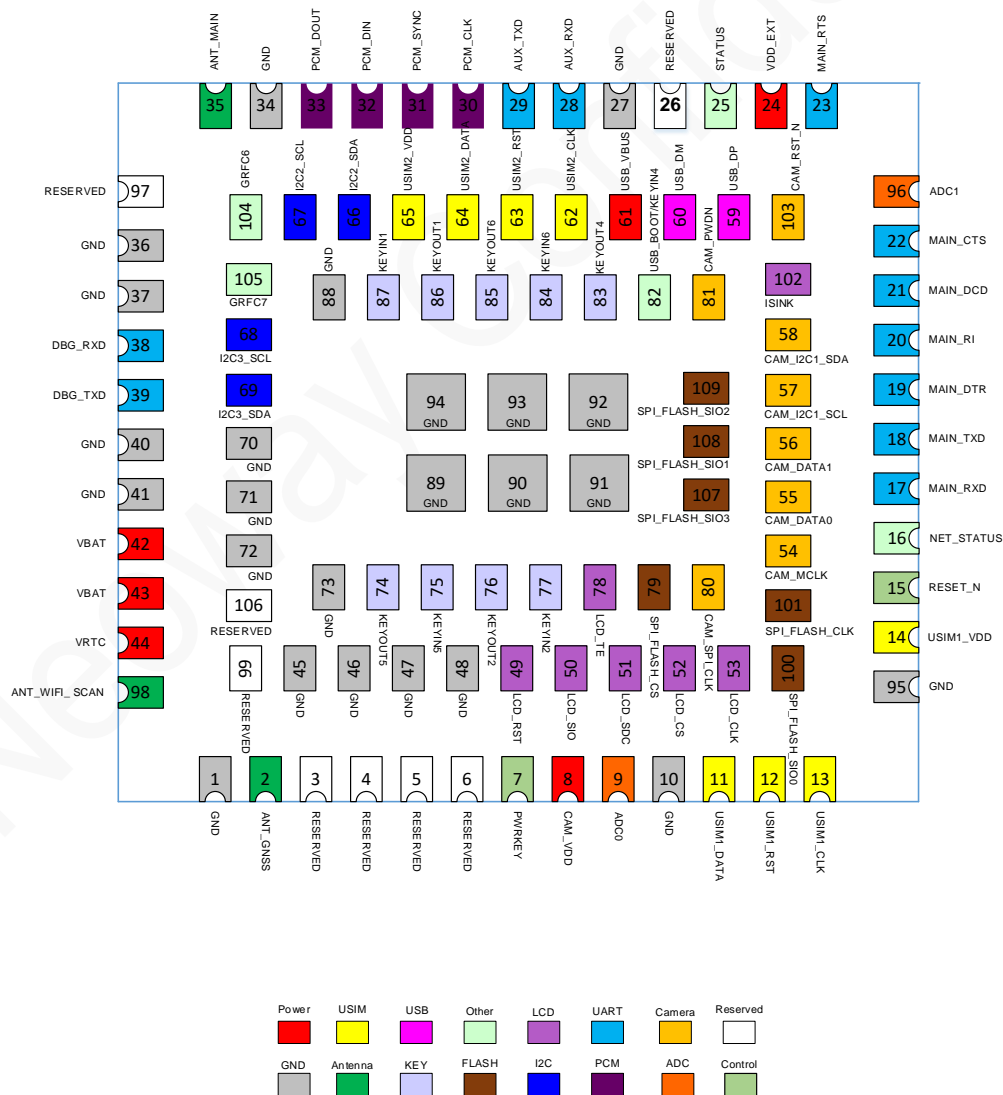 ANT_MAIN GND PCM_DOUT PCM_DIN PCM_SYNC PCM_CLK AUX_TXD AUX_RXD GND RESERVED STATUS VDD_EXT MAIN_RTS
35 34 33 32 31 30 29 28 27 26 25 24 23
GRFC6 I2C2_SCL I2C2_SDA USIM2_VDD USIM2_DATA USIM2_RST USIM2_CLK USB_VBUS USB_DM USB_DP CAM_RST_N
RESERVED 97 96 ADC1
104 67 66 65 64 63 62 61 60 59 103
GND 36 22 MAIN_CTS
GND KEYIN1 KEYOUT1 KEYOUT6 KEYIN6 KEYOUT4 USB_BOOT/KEYIN4 CAM_PWDN
105 102
GRFC7 ISINK
88 87 86 85 84 83 82 81
GND 37 21 MAIN_DCD
68 58
DBG_RXD 38 20 MAIN_RI
I2C3_SCL CAM_I2C1_SDA
69 109 57
DBG_TXD 39 19 MAIN_DTR
94 93 92
GND GND GND
I2C3_SDA SPI_FLASH_SIO2 CAM_I2C1_SCL
GND 40 70 108 56 18 MAIN_TXD
GND SPI_FLASH_SIO1 CAM_DATA1
89 90 91
GND GND GND
GND 41 71 107 55 17 MAIN_RXD
GND SPI_FLASH_SIO3 CAM_DATA0
VBAT 42 72 54 16 NET_STATUS
GND CAM_MCLK
VBAT 43 73 74 75 76 77 78 79 80 15 RESET_N
106 101
RESERVED SPI_FLASH_CLK
GND KEYOUT5 KEYIN5 KEYOUT2 KEYIN2 LCD_TE SPI_FLASH_CS CAM_SPI_CLK
VRTC 44 14 USIM1_VDD
99 45 46 47 48 49 50 51 52 53 100
ANT_WIFI_SCAN 98 95 GND
RESERVED GND GND GND GND LCD_RST LCD_SIO LCD_SDC LCD_CS LCD_CLK SPI_FLASH_SIO0
1 2 3 4 5 6 7 8 9 10 11 12 13
GND ANT_GNSS RESERVED RESERVED RESERVED RESERVED PWRKEY CAM_VDD ADC0 GND USIM1_DATA USIM1_RST USIM1_CLK
Power USIM USB Other LCD UART Camera Reserved
GND Antenna KEY FLASH I2C PCM ADC Control